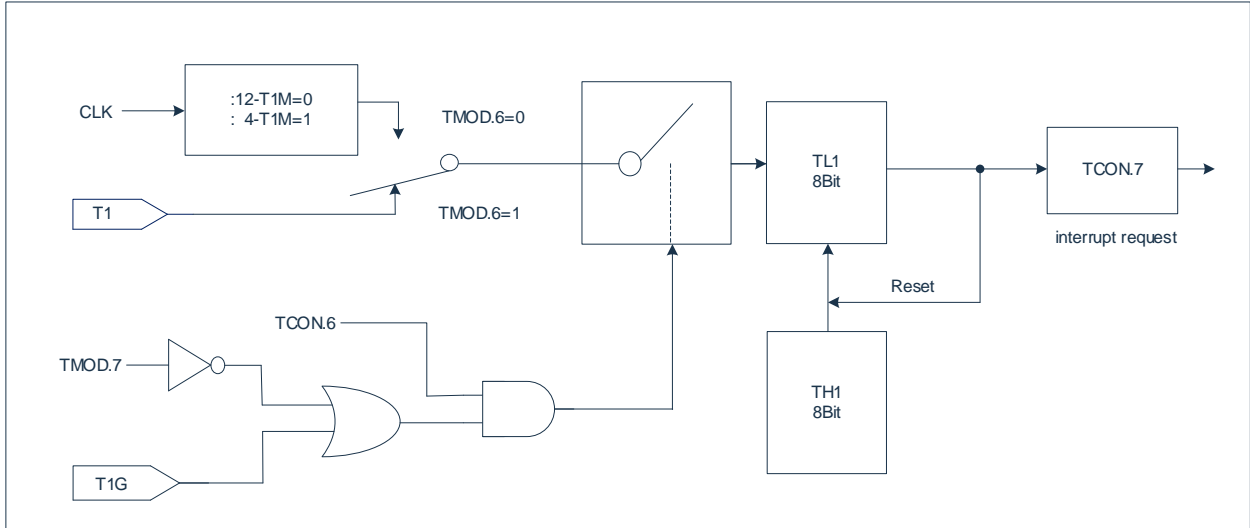 CLK
:12-T1M=0
: 4-T1M=1
TMOD.6=0
T1
TMOD.6=1
TL1
8Bit
TCON.7
interrupt request
Reset
TCON.6
TMOD.7
T1G
TH1
8Bit